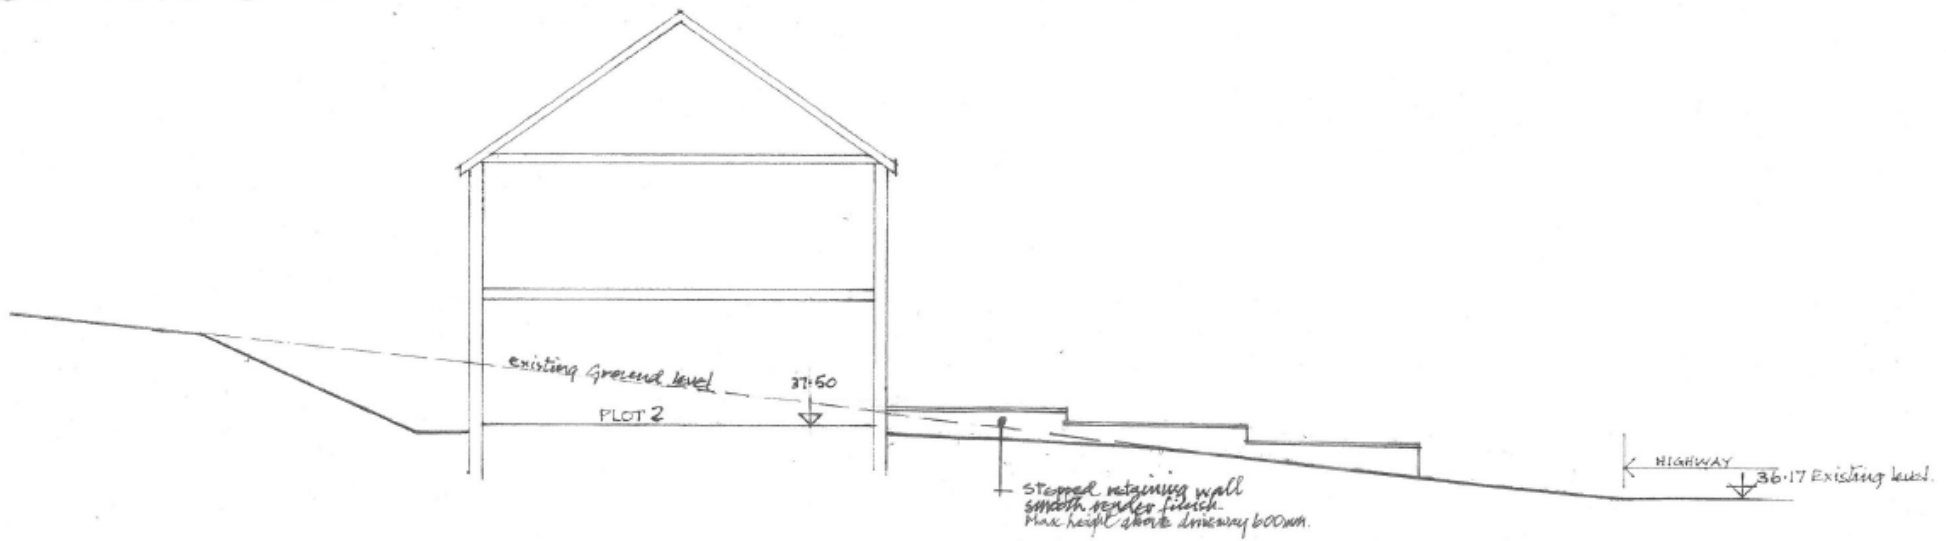 existing Ground level
37.50
PLOT 2
HIGHWAY
36.17 Existing level.
Stepped retaining wall
smooth render finish.
Max height above driveway 600mm.